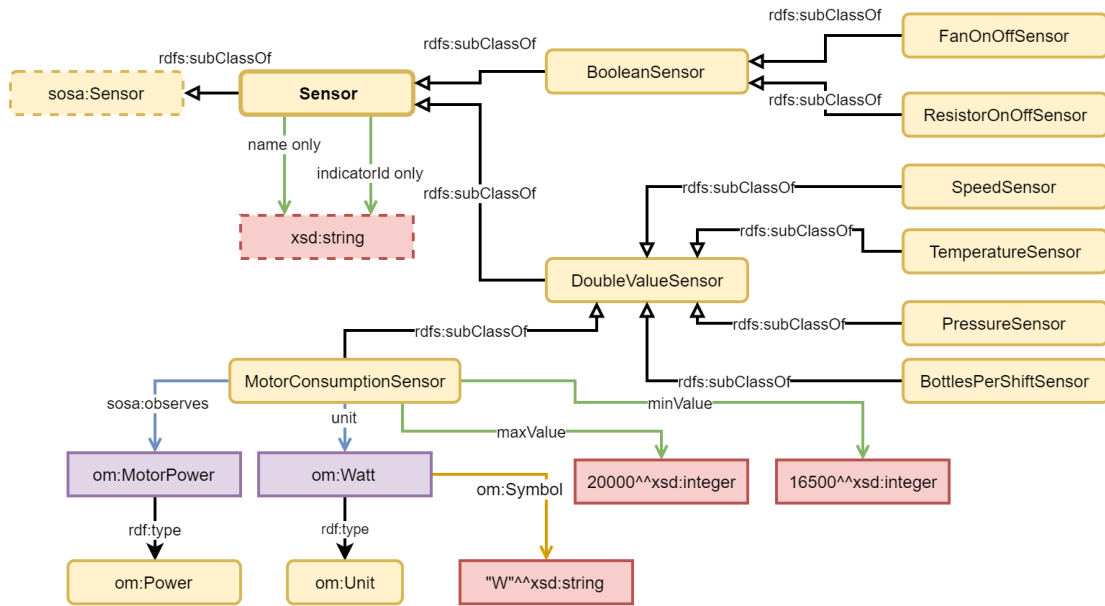 rdfs:subClassOf
FanOnOffSensor
rdfs:subClassOf
BooleanSensor
rdfs:subClassOf
sosa:Sensor
Sensor
rdfs:subClassOf
ResistorOnOffSensor
name only
indicatorId only
rdfs:subClassOf
rdfs:subClassOf
SpeedSensor
xsd:string
rdfs:subClassOf
TemperatureSensor
DoubleValueSensor
rdfs:subClassOf
rdfs:subClassOf
PressureSensor
MotorConsumptionSensor
rdfs:subClassOf
BottlesPerShiftSensor
sosa:observes
unit
minValue
maxValue
om:MotorPower
om:Watt
om:Symbol
20000^^xsd:integer
16500^^xsd:integer
rdf:type
rdf:type
om:Power
om:Unit
"W"^^xsd:string